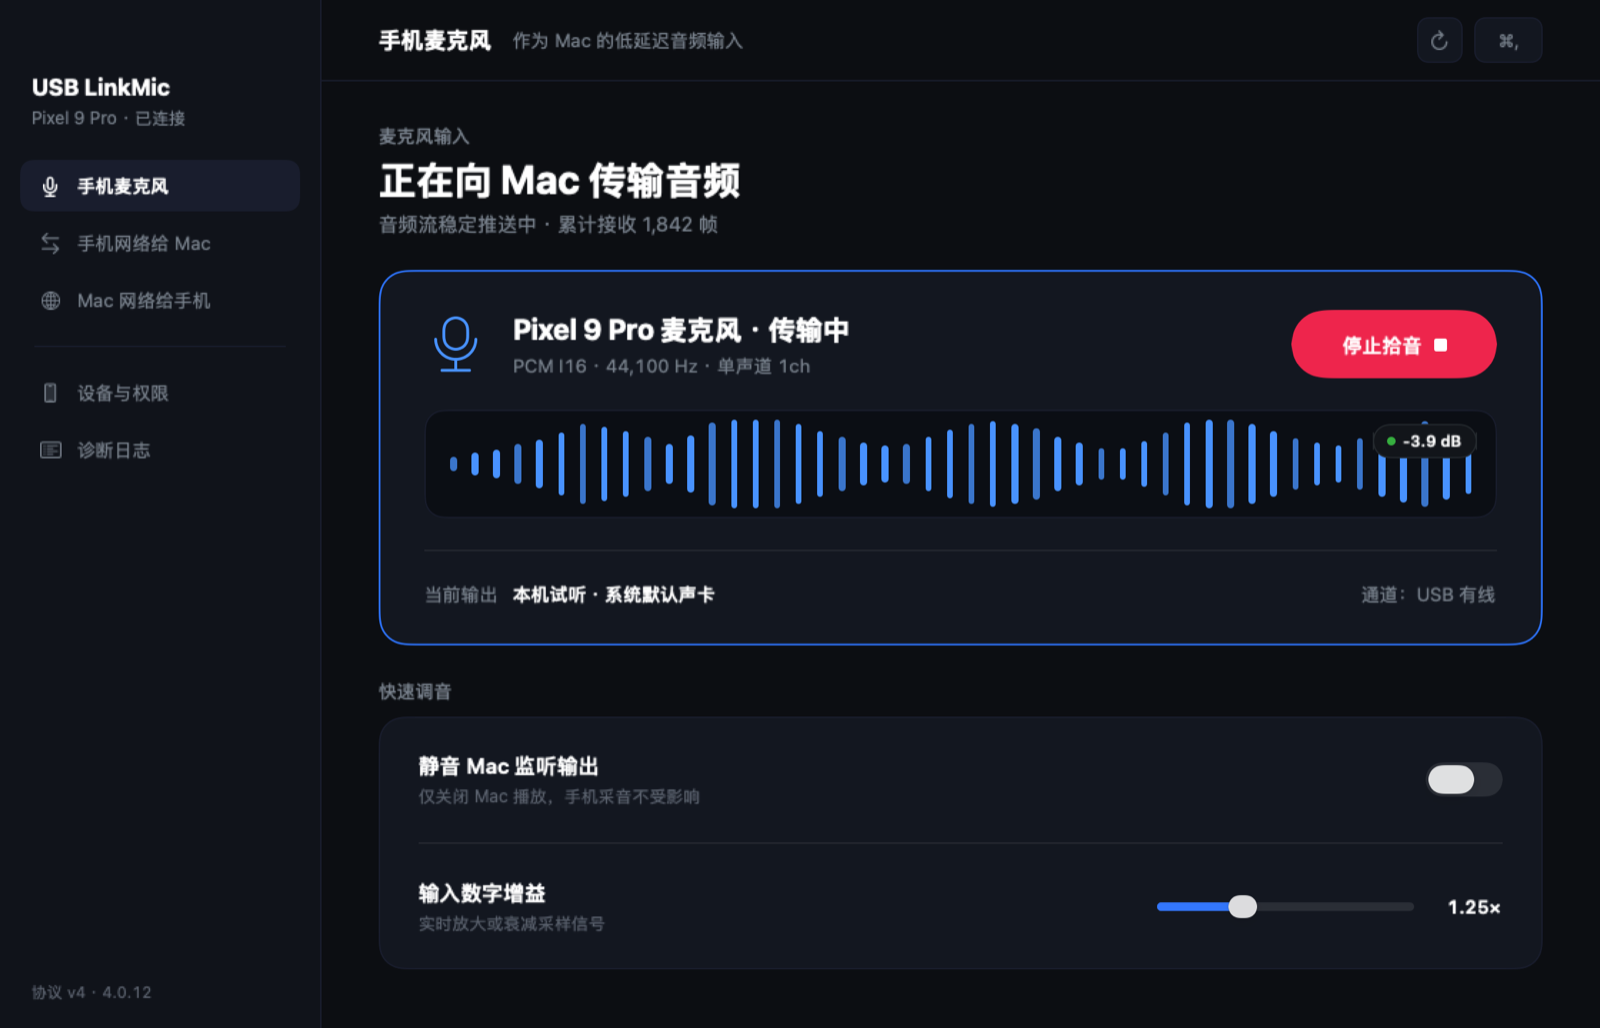 USB LinkMic
Pixel 9 Pro · 已连接
手机麦克风
手机网络给 Mac
Mac 网络给手机
设备与权限
诊断日志
协议 v4 · 4.0.12
手机麦克风 作为 Mac 的低延迟音频输入
⌘,
麦克风输入
正在向 Mac 传输音频
音频流稳定推送中 · 累计接收 1,842 帧
Pixel 9 Pro 麦克风 · 传输中
PCM I16 · 44,100 Hz · 单声道 1ch
停止拾音
-3.9 dB
当前输出 本机试听 · 系统默认声卡
通道：USB 有线
快速调音
静音 Mac 监听输出
仅关闭 Mac 播放，手机采音不受影响
输入数字增益
实时放大或衰减采样信号
1.25×